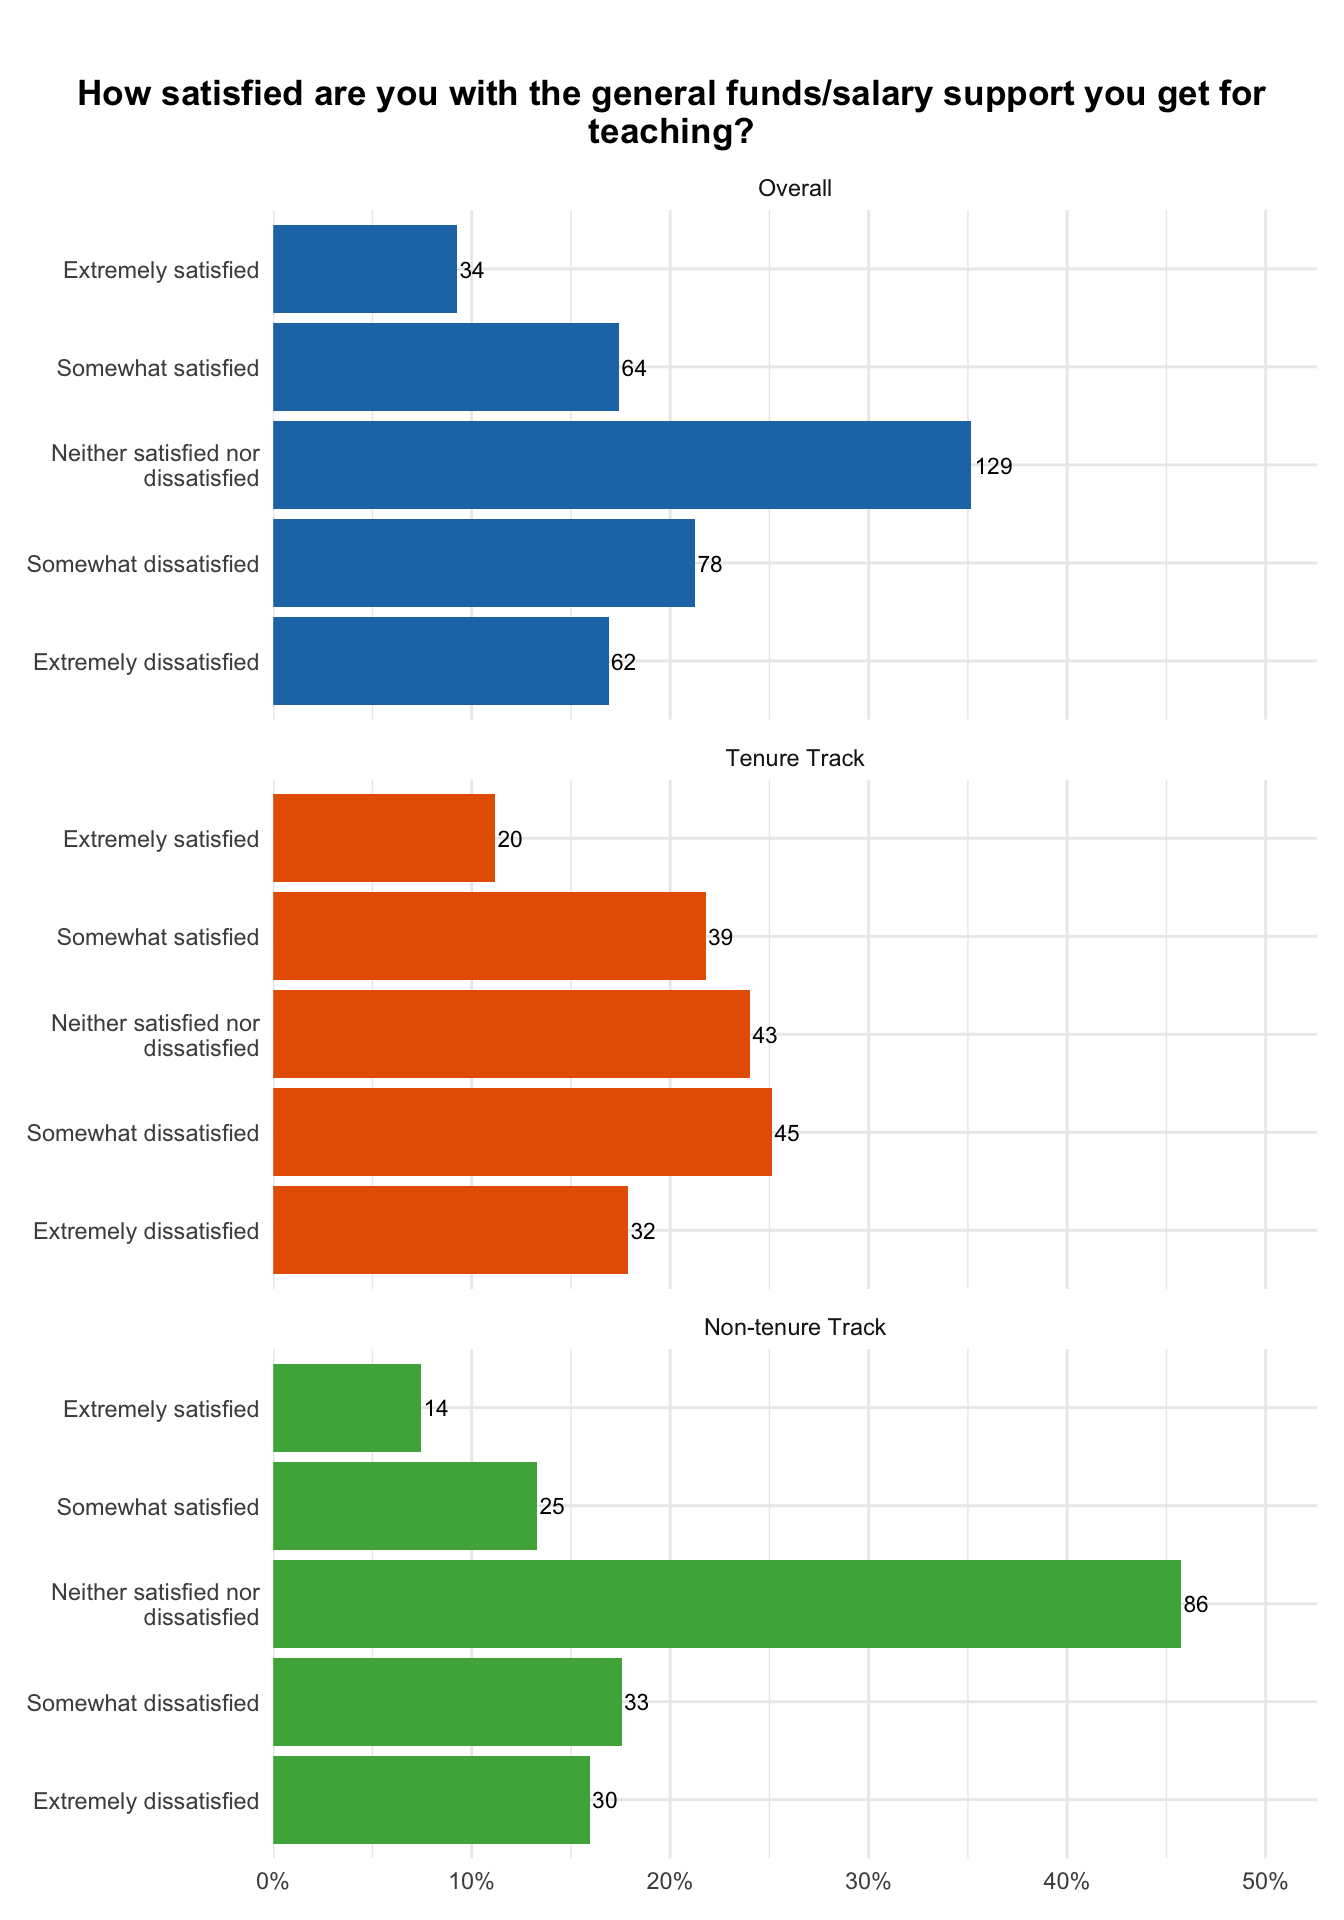 How satisfied are you with the general funds/salary support you get for
teaching?
Overall
Extremely satisfied
34
Somewhat satisfied
64
Neither satisfied nor
dissatisfied
129
Somewhat dissatisfied
78
Extremely dissatisfied
62
Tenure Track
Extremely satisfied
20
Somewhat satisfied
39
Neither satisfied nor
dissatisfied
43
Somewhat dissatisfied
45
Extremely dissatisfied
32
Non-tenure Track
Extremely satisfied
14
Somewhat satisfied
25
Neither satisfied nor
dissatisfied
86
Somewhat dissatisfied
33
Extremely dissatisfied
30
0% 10% 20% 30% 40% 50%